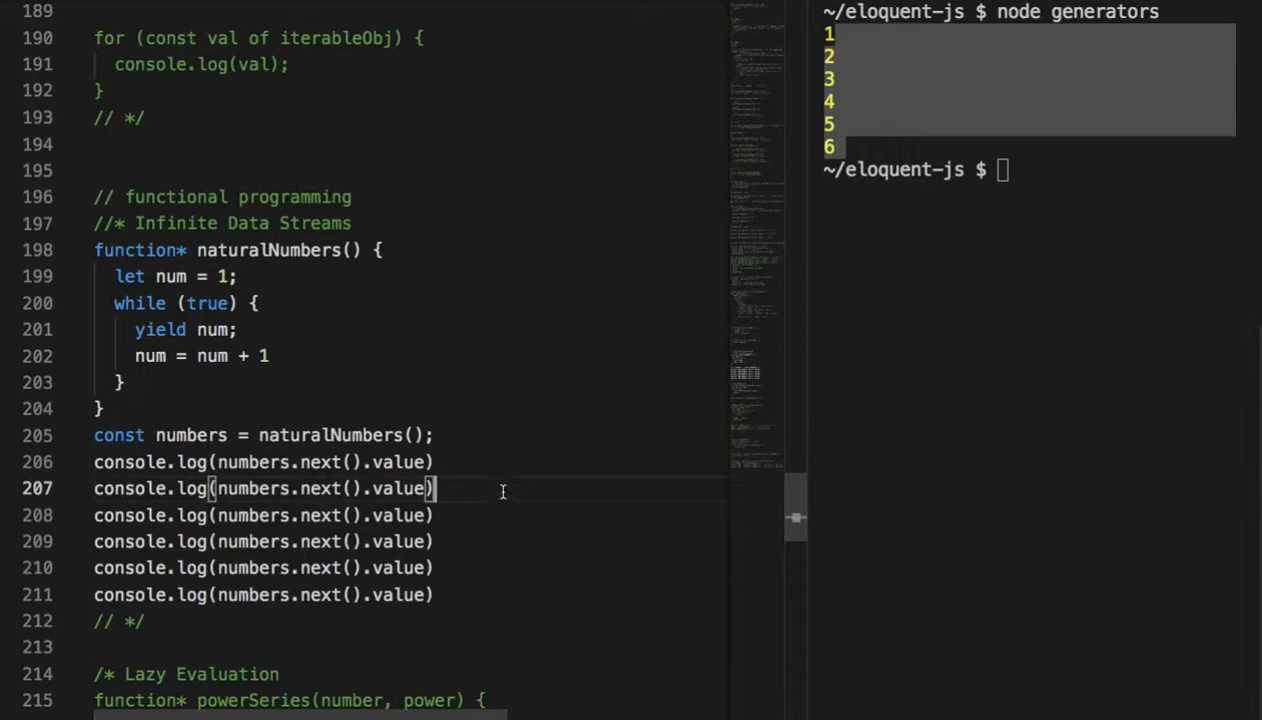 189
190 for (const val of iterableObj) {
191 console.log(val);
192 }
193 // */
194
195
196 // functional programming
197 //* Infinite Data Streams
198 function* naturalNumbers() {
199 let num = 1;
200 while (true) {
201 yield num;
202 num = num + 1
203 }
204 }
205 const numbers = naturalNumbers();
206 console.log(numbers.next().value)
207 console.log(numbers.next().value)
208 console.log(numbers.next().value)
209 console.log(numbers.next().value)
210 console.log(numbers.next().value)
211 console.log(numbers.next().value)
212 // */
213
214 /* Lazy Evaluation
215 function* powerSeries(number, power) {
~/eloquent-js $ node generators
1
2
3
4
5
6
~/eloquent-js $